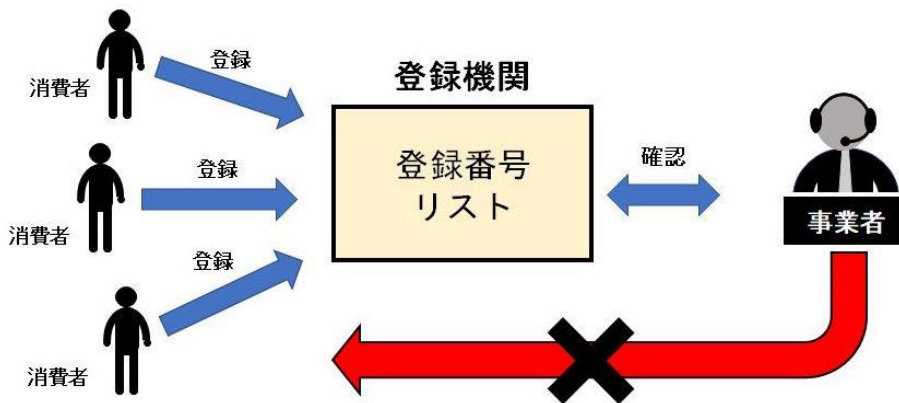 登録
消費者
登録機関
登録番号
リスト
確認
登録
消費者
事業者
登録
消費者